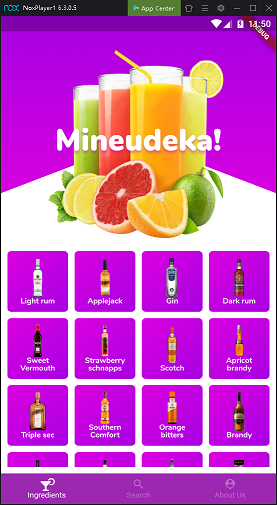 nox NoxPlayer1 6.3.0.5 App Center
13:50
DEBUG
Mineudeka!
Light rum Applejack Gin Dark rum
Sweet Vermouth Strawberry schnapps Scotch Apricot brandy
Triple sec Southern Comfort Orange bitters Brandy
Ingredients Search About Us